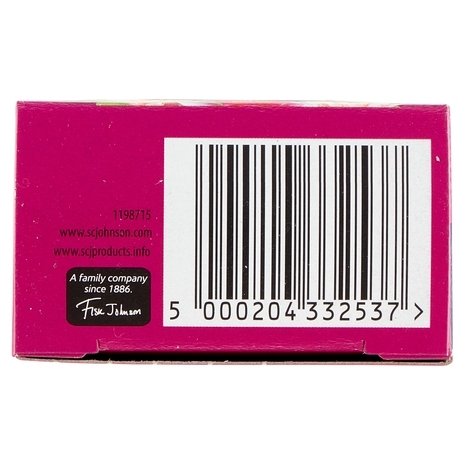 1198715
www.scjohnson.com
www.scjproducts.info
A family company
since 1886.
Fisk Johnson
5 000204 332537 >